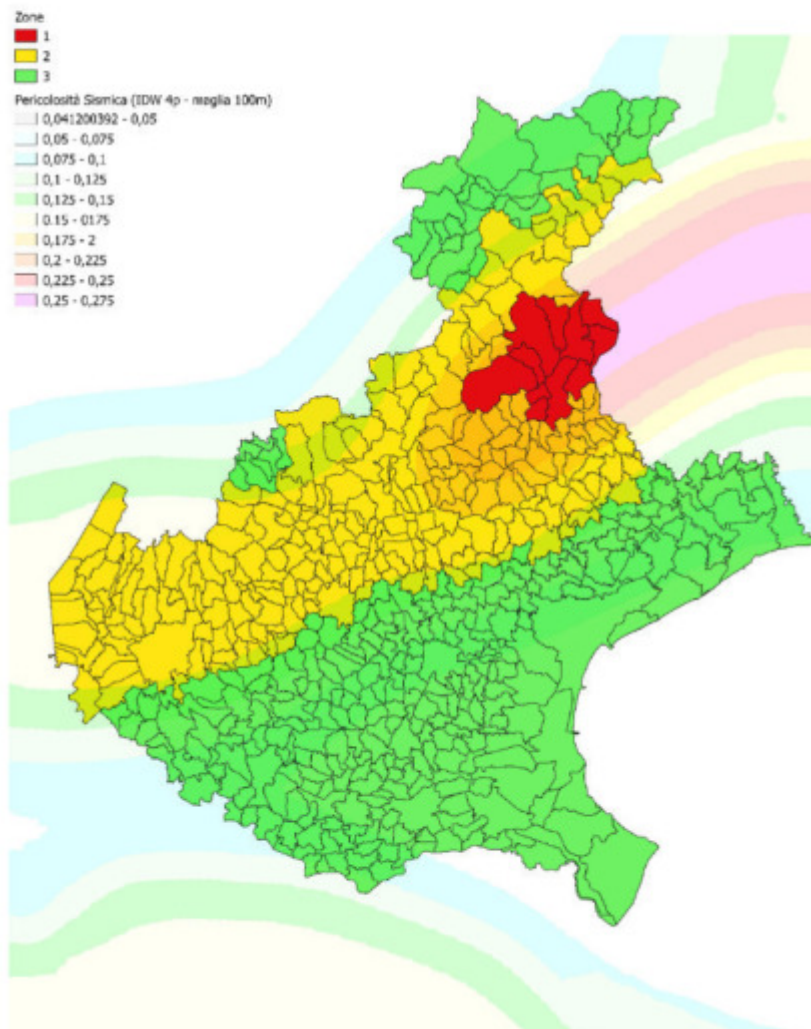 Zone
1
2
3
Pericolosità Sismica (IDW 4p - maglia 100m)
0,041200392 - 0,05
0,05 - 0,075
0,075 - 0,1
0,1 - 0,125
0,125 - 0,15
0.15 - 0175
0,175 - 2
0,2 - 0,225
0,225 - 0,25
0,25 - 0,275